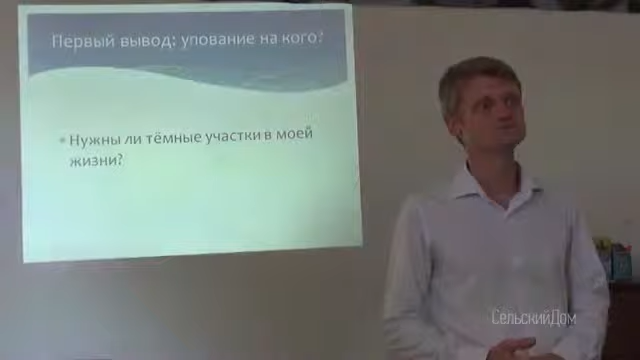 Первый вывод: упование на кого?
Нужны ли тёмные участки в моей
жизни?
СельскийДом